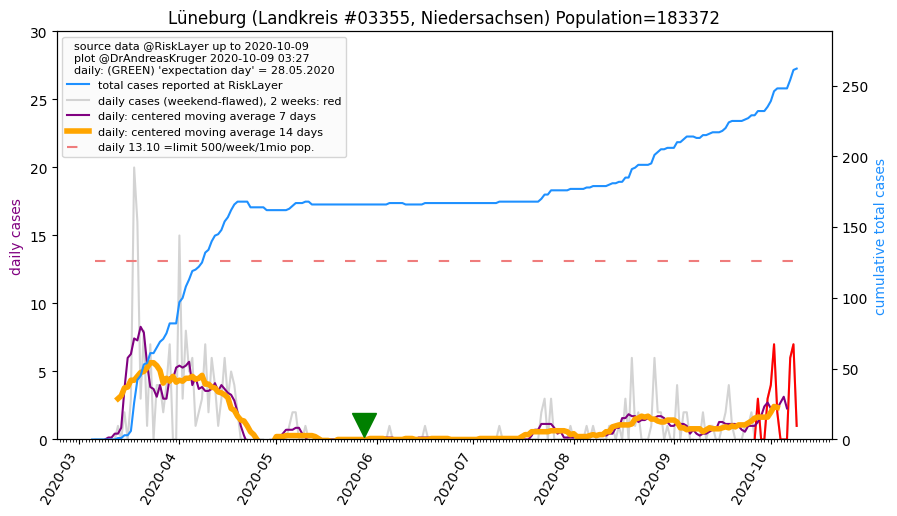 Lüneburg (Landkreis #03355, Niedersachsen) Population=183372
source data @RiskLayer up to 2020-10-09
plot @DrAndreasKruger 2020-10-09 03:27
daily: (GREEN) 'expectation day' = 28.05.2020
total cases reported at RiskLayer
daily cases (weekend-flawed), 2 weeks: red
daily: centered moving average 7 days
daily: centered moving average 14 days
daily 13.10 =limit 500/week/1mio pop.
daily cases
30
25
20
15
10
5
0
cumulative total cases
250
200
150
100
50
0
2020-03
2020-04
2020-05
2020-06
2020-07
2020-08
2020-09
2020-10